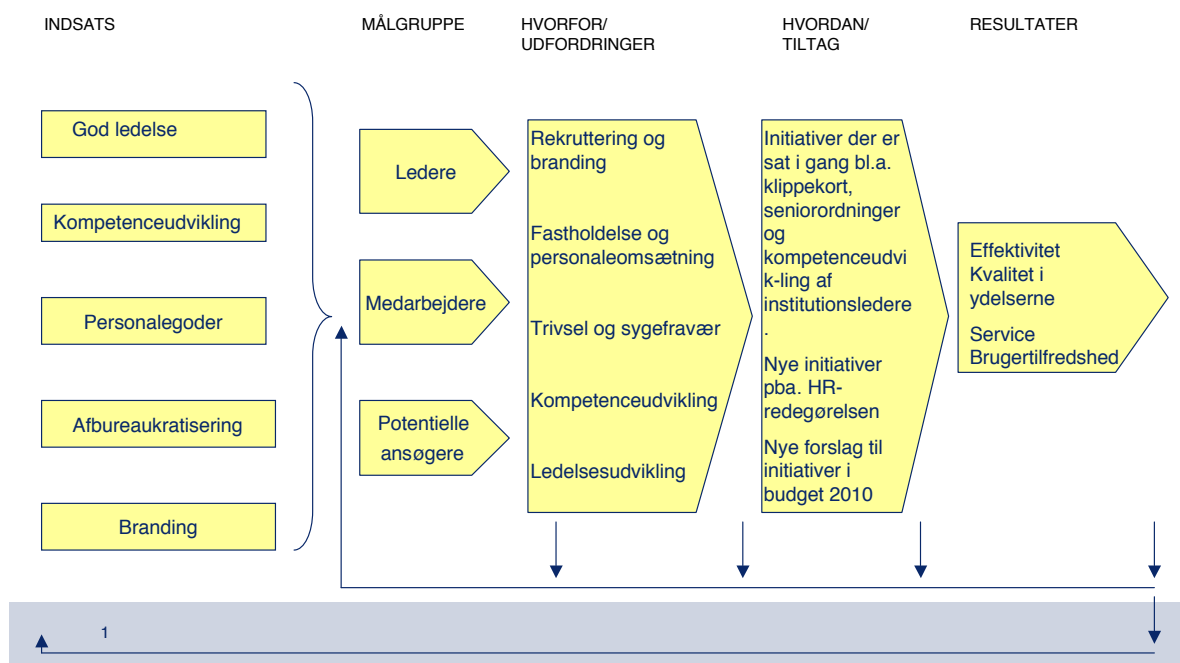 INDSATS
MÅLGRUPPE
HVORFOR/
UDFORDRINGER
HVORDAN/
TILTAG
RESULTATER
God ledelse
Kompetenceudvikling
Personalegoder
Afbureaukratisering
Branding
Ledere
Medarbejdere
Potentielle
ansøgere
Rekruttering og
branding
Fastholdelse og
personaleomsætning
Trivsel og sygefravær
Kompetenceudvikling
Ledelsesudvikling
Initiativer der er
sat i gang bl.a.
klippekort,
seniorordninger
og
kompetenceudvi
k-ling af
institutionsledere
.
Nye initiativer
pba. HR-
redegørelsen
Nye forslag til
initiativer i
budget 2010
Effektivitet
Kvalitet i
ydelserne
Service
Brugertilfredshed
1